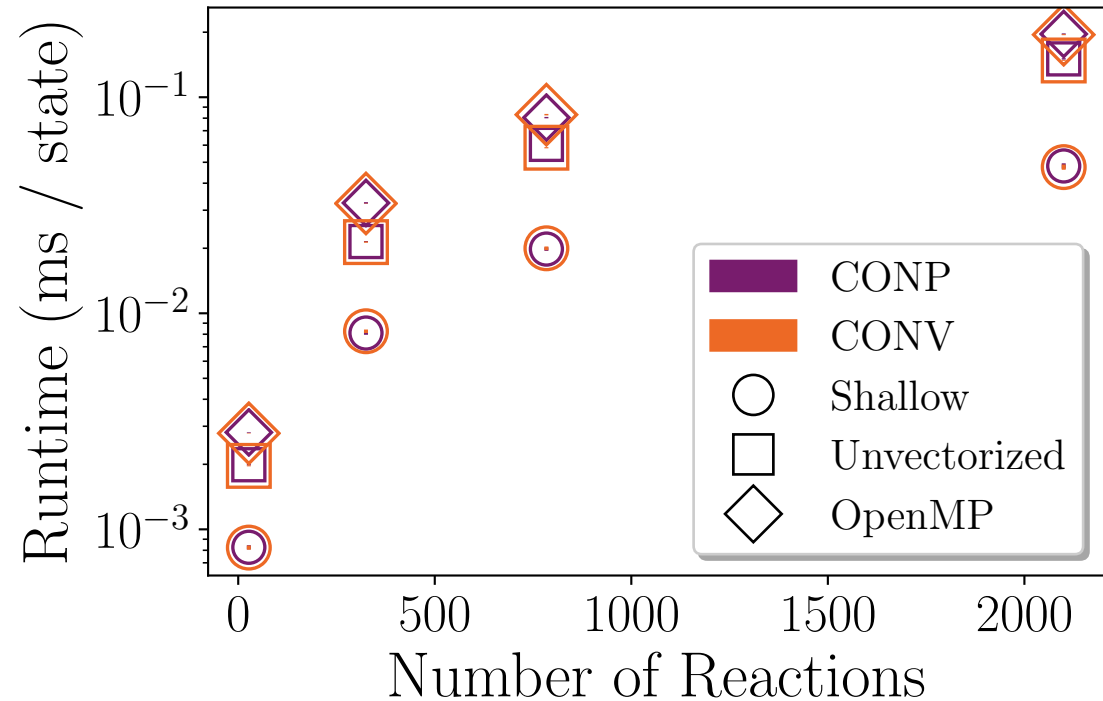 Runtime (ms / state)
10⁻¹
10⁻²
10⁻³
CONP
CONV
Shallow
Unvectorized
OpenMP
0 500 1000 1500 2000
Number of Reactions